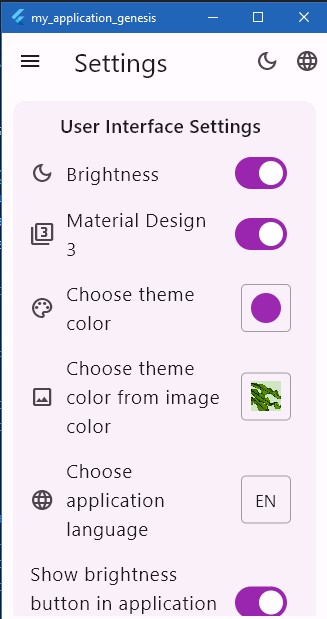 my_application_genesis
Settings
User Interface Settings
Brightness
Material Design
3
Choose theme
color
Choose theme
color from image
color
Choose
application
language
EN
Show brightness
button in application